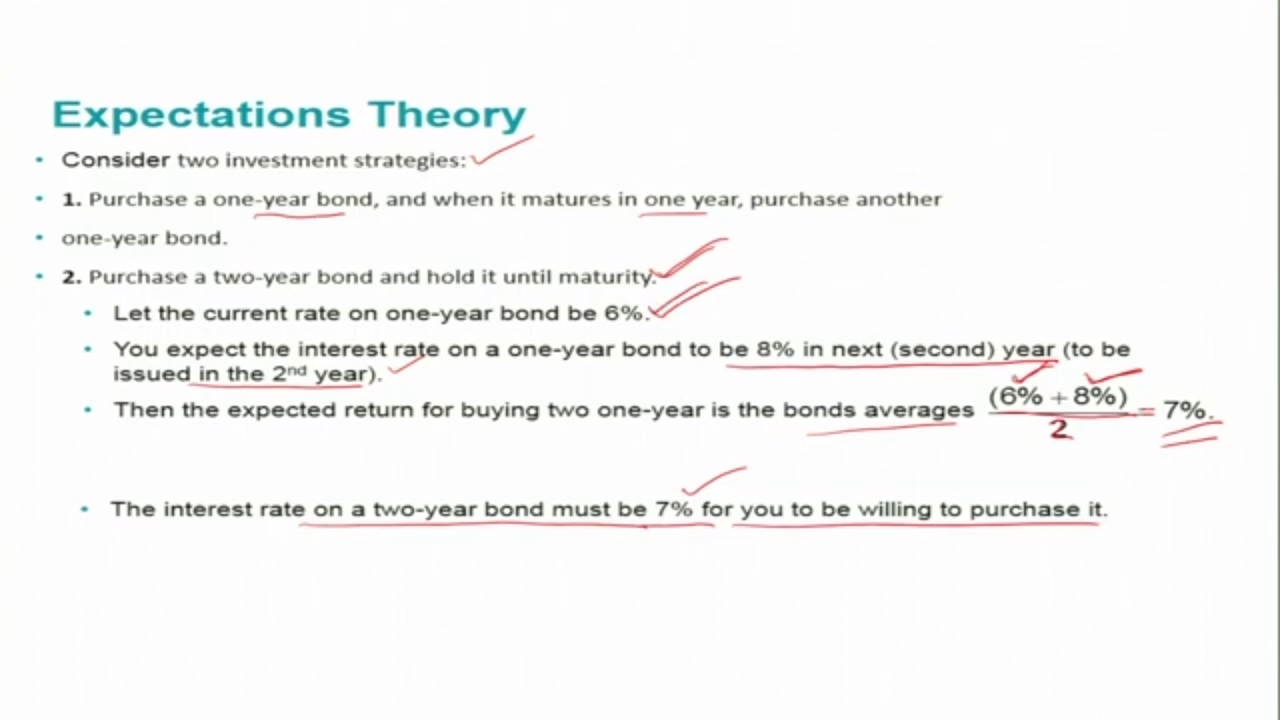 Expectations Theory
• Consider two investment strategies:
• 1. Purchase a one-year bond, and when it matures in one year, purchase another
• one-year bond.
• 2. Purchase a two-year bond and hold it until maturity.
• Let the current rate on one-year bond be 6%.
• You expect the interest rate on a one-year bond to be 8% in next (second) year (to be
issued in the 2nd year).
• Then the expected return for buying two one-year is the bonds averages (6% + 8%) / 2 = 7%.
• The interest rate on a two-year bond must be 7% for you to be willing to purchase it.